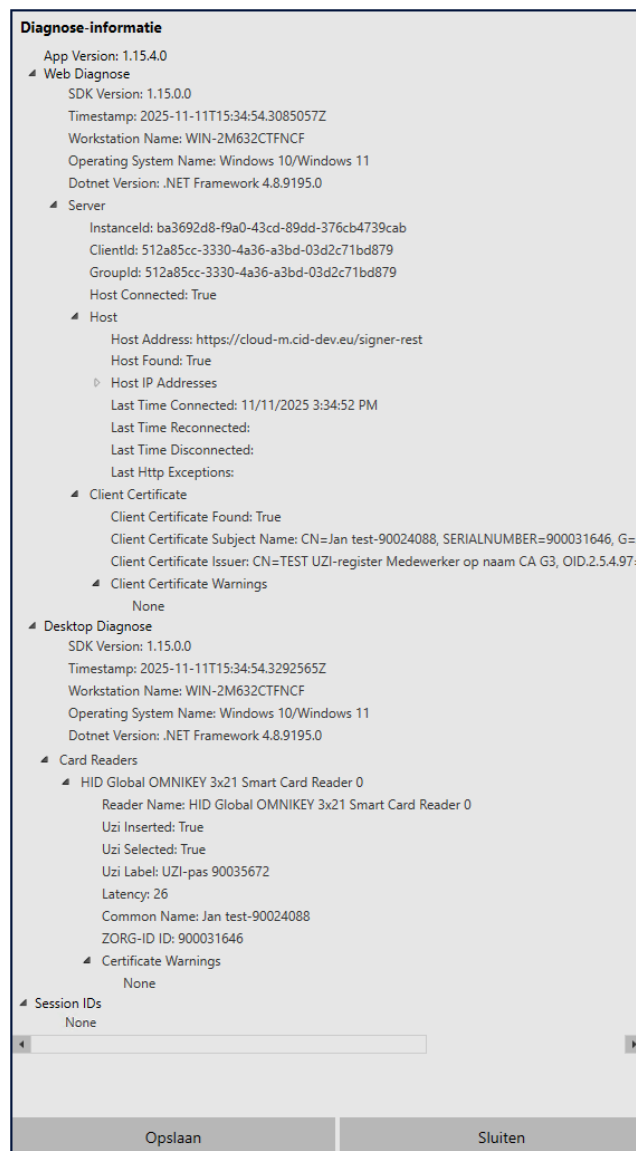 Diagnose-informatie
App Version: 1.15.4.0
Web Diagnose
SDK Version: 1.15.0.0
Timestamp: 2025-11-11T15:34:54.3085057Z
Workstation Name: WIN-2M632CTFNCF
Operating System Name: Windows 10/Windows 11
Dotnet Version: .NET Framework 4.8.9195.0
Server
InstanceId: ba3692d8-f9a0-43cd-89dd-376cb4739cab
ClientId: 512a85cc-3330-4a36-a3bd-03d2c71bd879
GroupId: 512a85cc-3330-4a36-a3bd-03d2c71bd879
Host Connected: True
Host
Host Address: https://cloud-m.cid-dev.eu/signer-rest
Host Found: True
Host IP Addresses
Last Time Connected: 11/11/2025 3:34:52 PM
Last Time Reconnected:
Last Time Disconnected:
Last Http Exceptions:
Client Certificate
Client Certificate Found: True
Client Certificate Subject Name: CN=Jan test-90024088, SERIALNUMBER=900031646, G=
Client Certificate Issuer: CN=TEST UZI-register Medewerker op naam CA G3, OID.2.5.4.97=
Client Certificate Warnings
None
Desktop Diagnose
SDK Version: 1.15.0.0
Timestamp: 2025-11-11T15:34:54.3292565Z
Workstation Name: WIN-2M632CTFNCF
Operating System Name: Windows 10/Windows 11
Dotnet Version: .NET Framework 4.8.9195.0
Card Readers
HID Global OMNIKEY 3x21 Smart Card Reader 0
Reader Name: HID Global OMNIKEY 3x21 Smart Card Reader 0
Uzi Inserted: True
Uzi Selected: True
Uzi Label: UZI-pas 90035672
Latency: 26
Common Name: Jan test-90024088
ZORG-ID ID: 900031646
Certificate Warnings
None
Session IDs
None
Opslaan
Sluiten